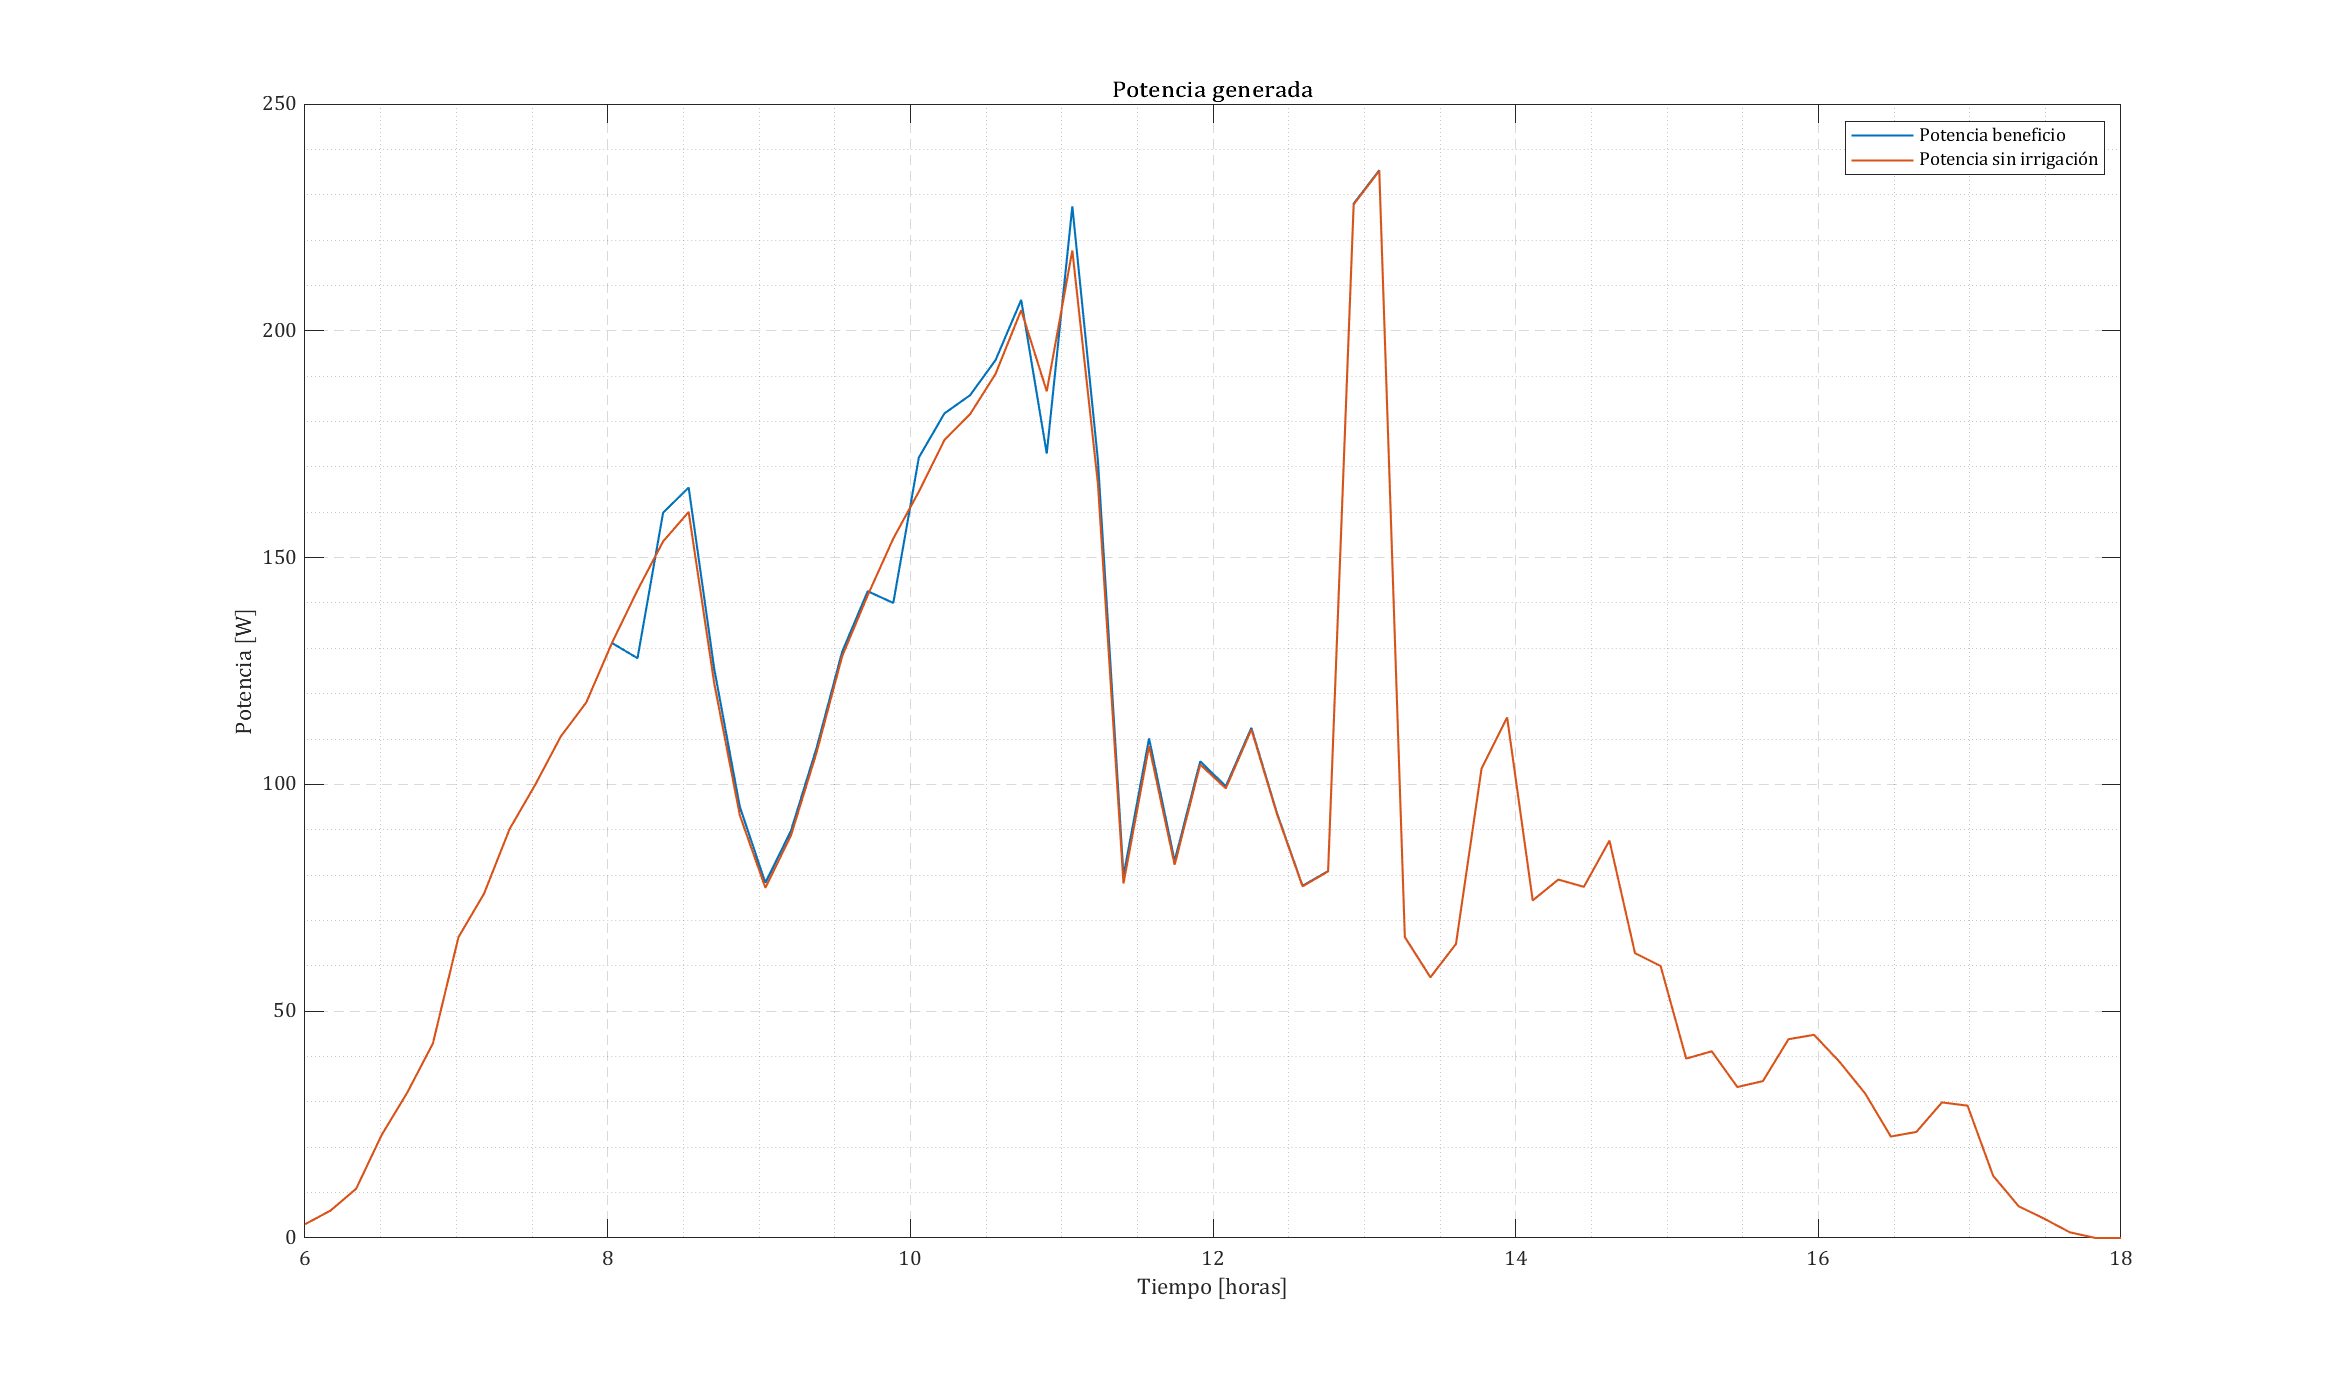 Potencia generada
250
200
150
100
50
0
Potencia [W]
Potencia beneficio
Potencia sin irrigación
6 8 10 12 14 16 18
Tiempo [horas]